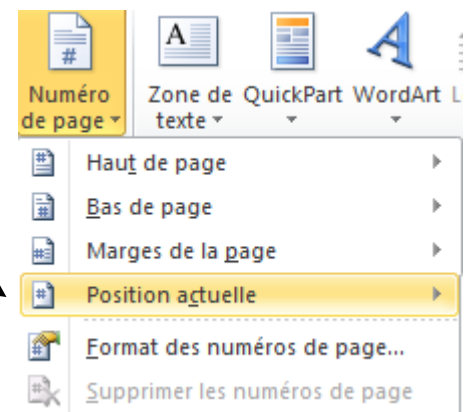 Numéro Zone de QuickPart WordArt L
de page texte
Haut de page
Bas de page
Marges de la page
Position actuelle
Format des numéros de page...
Supprimer les numéros de page